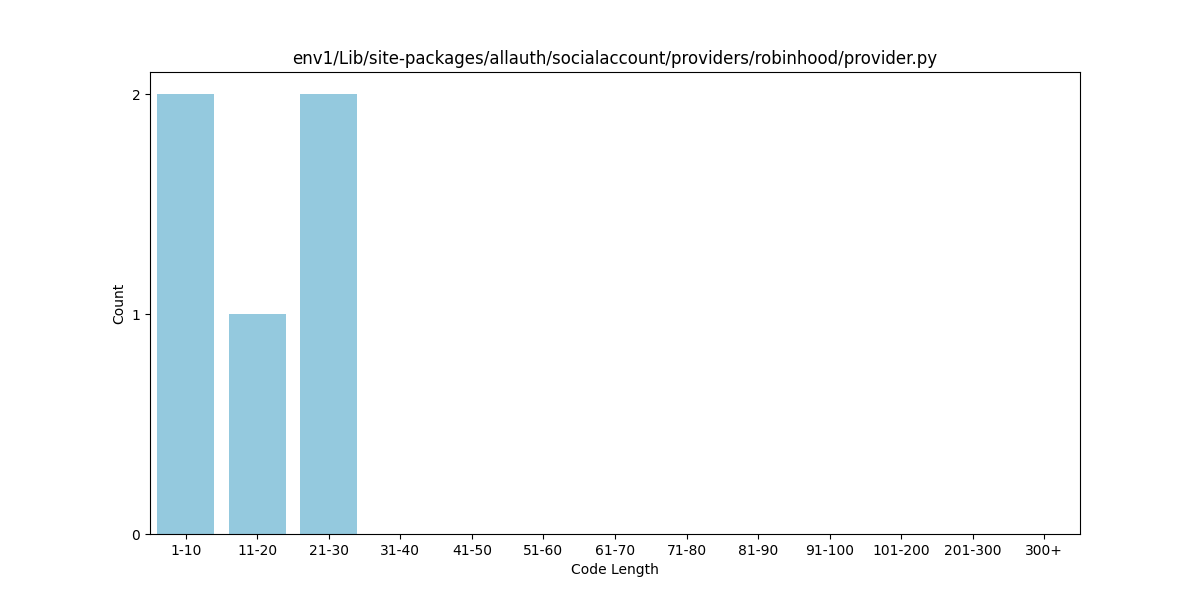 env1/Lib/site-packages/allauth/socialaccount/providers/robinhood/provider.py
2
1
0
Count
1-10 11-20 21-30 31-40 41-50 51-60 61-70 71-80 81-90 91-100 101-200 201-300 300+
Code Length